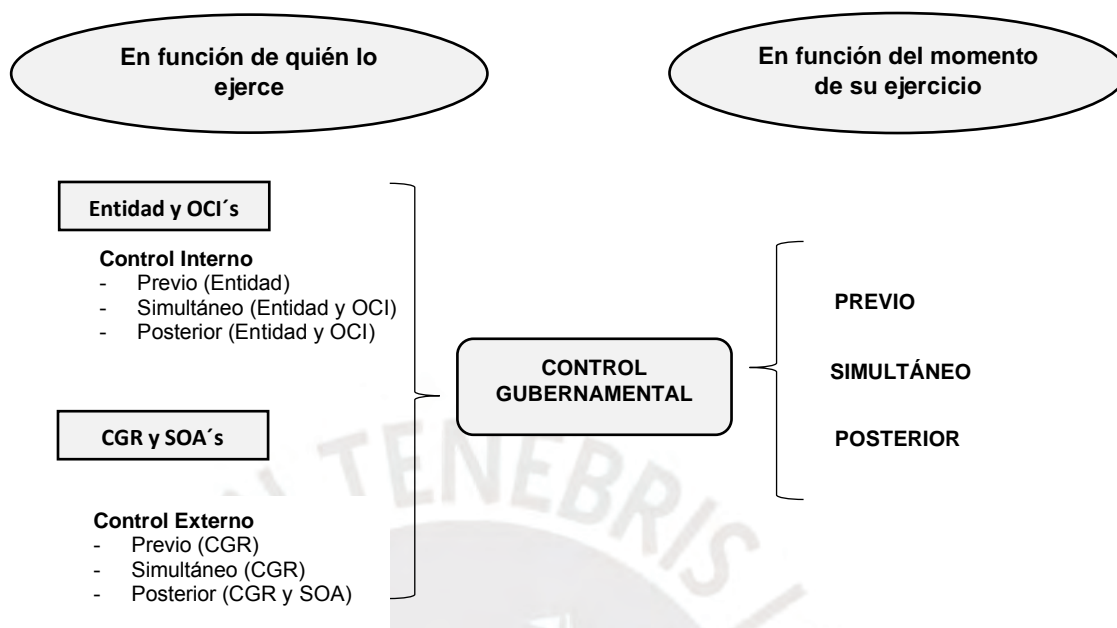 En función de quién lo
ejerce
En función del momento
de su ejercicio
Entidad y OCI´s
Control Interno
- Previo (Entidad)
- Simultáneo (Entidad y OCI)
- Posterior (Entidad y OCI)
CGR y SOA´s
Control Externo
- Previo (CGR)
- Simultáneo (CGR)
- Posterior (CGR y SOA)
CONTROL
GUBERNAMENTAL
PREVIO
SIMULTÁNEO
POSTERIOR
TENEBRIS